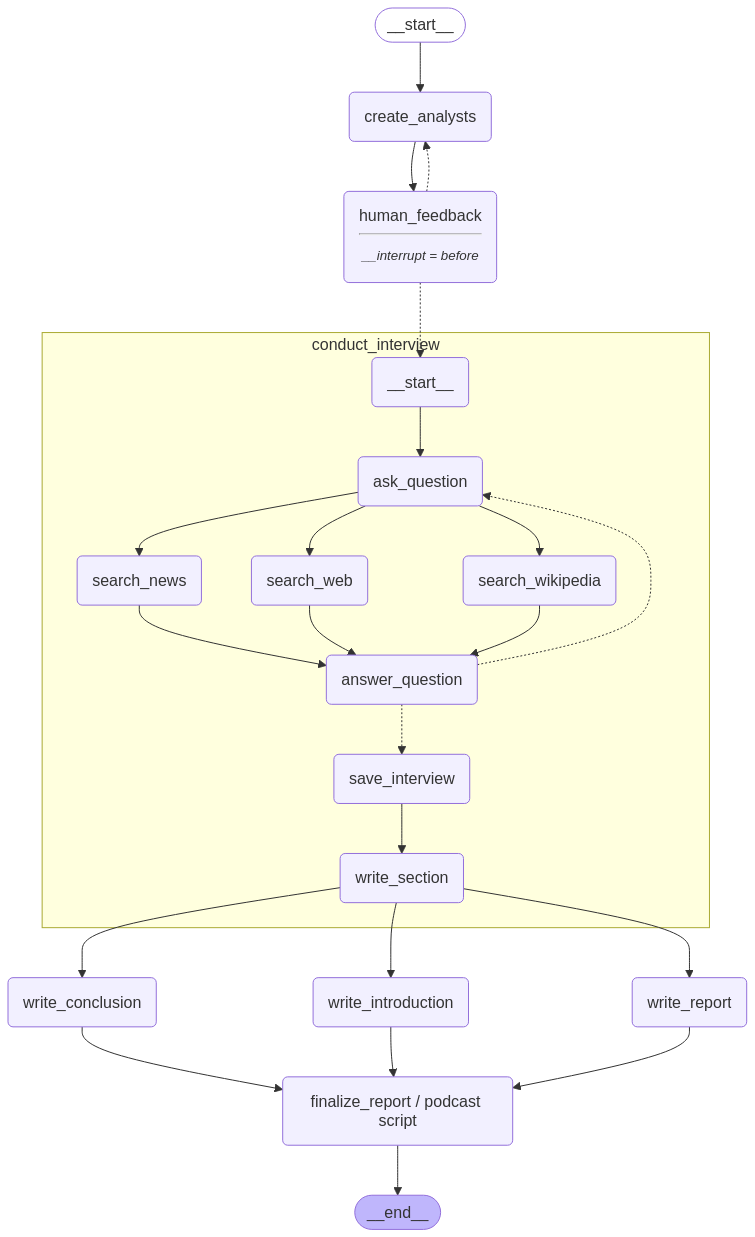 __start__
create_analysts
human_feedback
__interrupt = before
conduct_interview
__start__
ask_question
search_news
search_web
search_wikipedia
answer_question
save_interview
write_section
write_conclusion
write_introduction
write_report
finalize_report / podcast
script
__end__